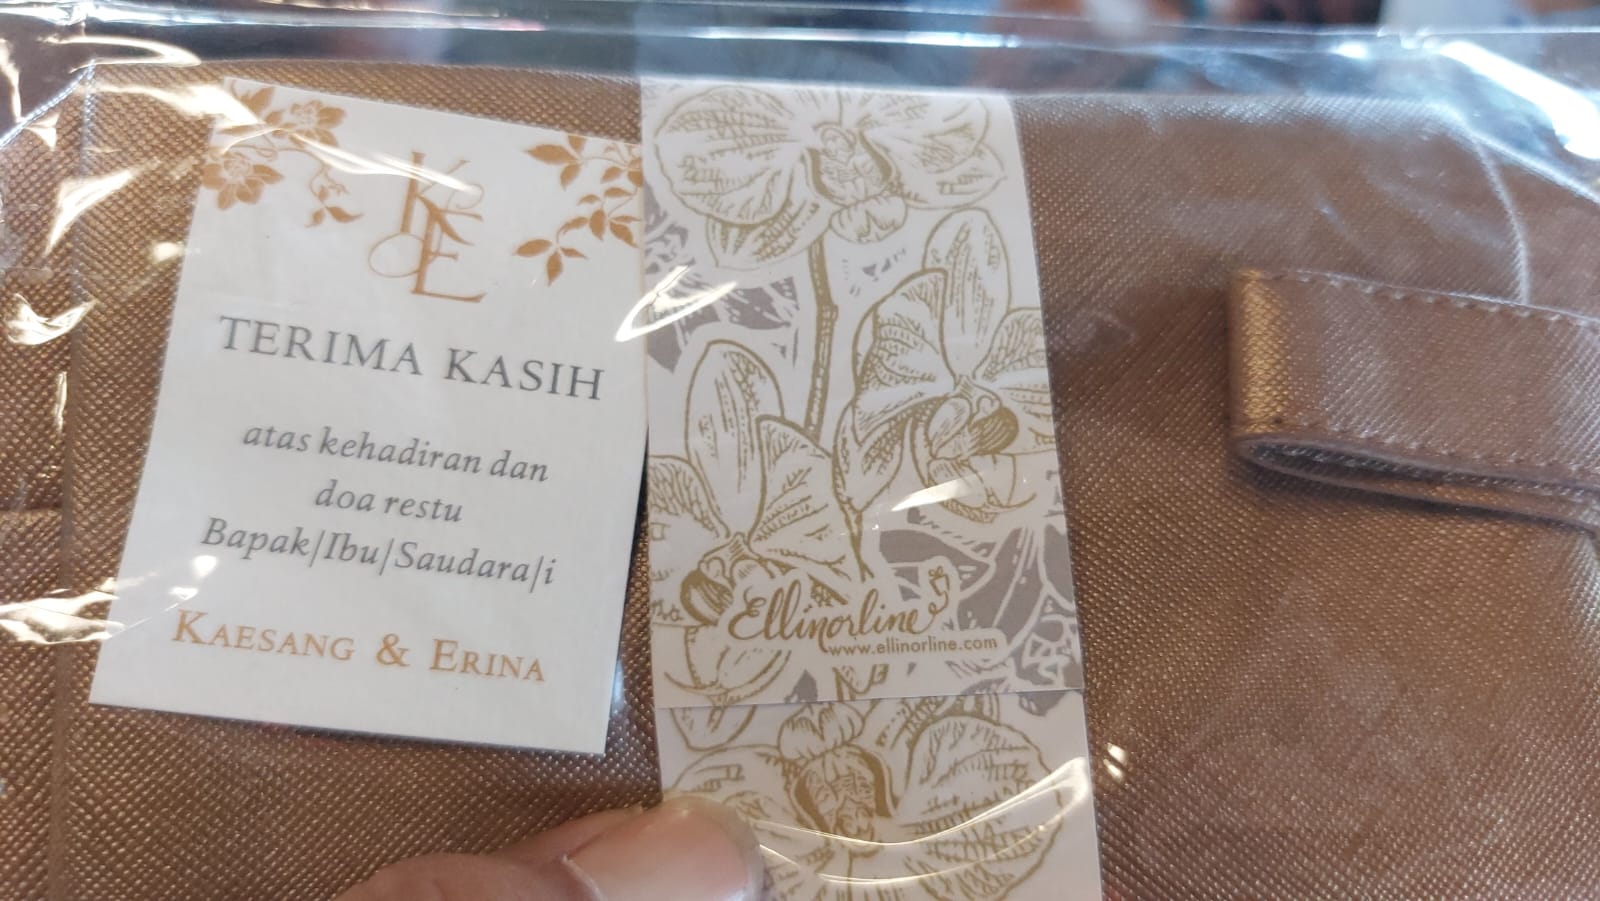 KE
TERIMA KASIH
atas kehadiran dan
doa restu
Bapak|Ibu|Saudara|i
KAESANG & ERINA
Ellinorline
www.ellinorline.com